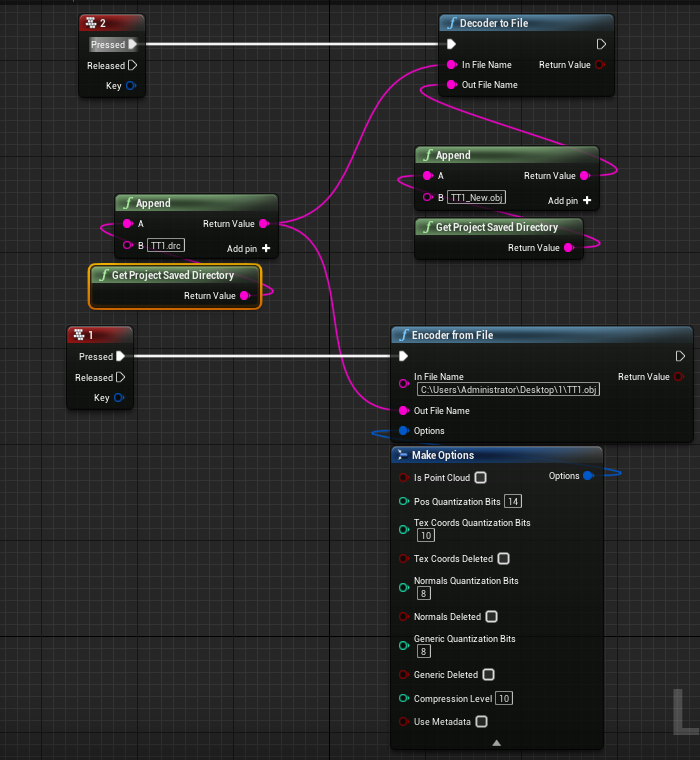 2
Pressed
Released
Key
Decoder to File
In File Name
Return Value
Out File Name
Append
A
Return Value
B TT1_New.obj
Add pin
Get Project Saved Directory
Return Value
Append
A
Return Value
B TT1.drc
Add pin
Get Project Saved Directory
Return Value
1
Pressed
Released
Key
Encoder from File
In File Name
Return Value
C:\Users\Administrator\Desktop\1\TT1.obj
Out File Name
Options
Make Options
Is Point Cloud
Options
Pos Quantization Bits 14
Tex Coords Quantization Bits
10
Tex Coords Deleted
Normals Quantization Bits
8
Normals Deleted
Generic Quantization Bits
8
Generic Deleted
Compression Level 10
Use Metadata
L